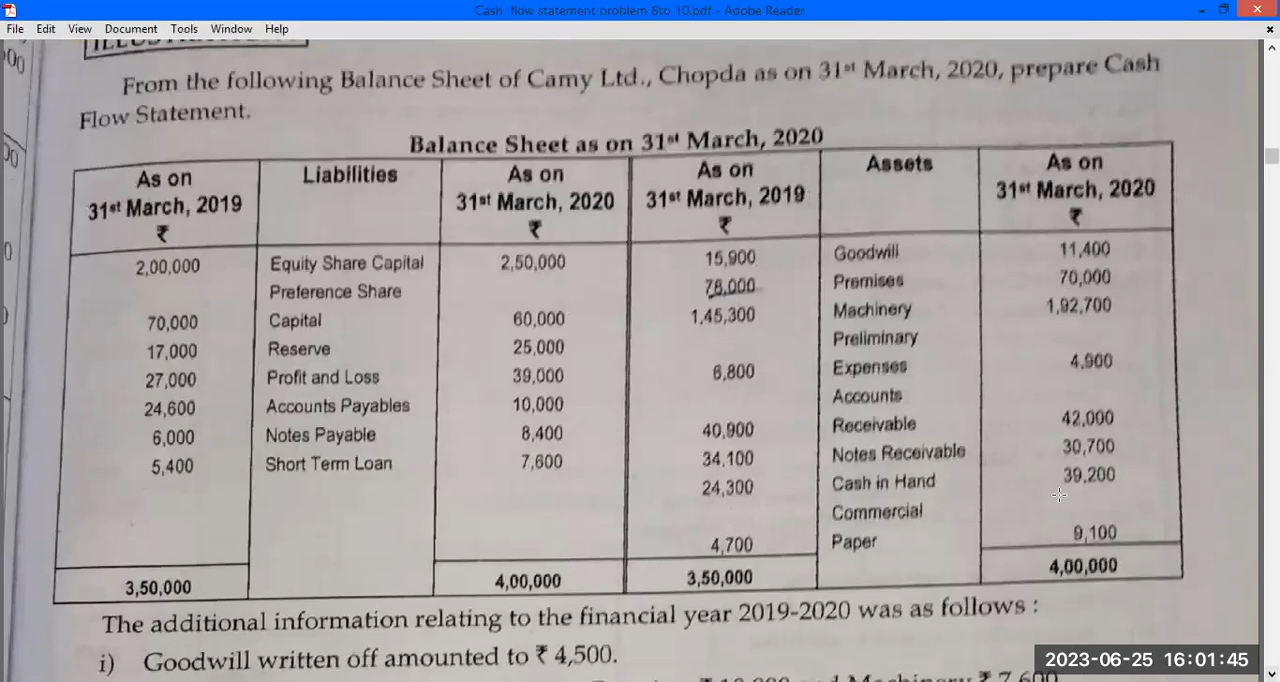 Cash flow statement problem 8to 10.pdf - Adobe Reader
File Edit View Document Tools Window Help
From the following Balance Sheet of Camy Ltd., Chopda as on 31st March, 2020, prepare Cash
Flow Statement.
Balance Sheet as on 31st March, 2020
As on 31st March, 2019 ₹ Liabilities As on 31st March, 2020 ₹ As on 31st March, 2019 ₹ Assets As on 31st March, 2020 ₹
2,00,000 Equity Share Capital 2,50,000 15,900 Goodwill 11,400
Preference Share 78,000 Premises 70,000
70,000 Capital 60,000 1,45,300 Machinery 1,92,700
17,000 Reserve 25,000 Preliminary
27,000 Profit and Loss 39,000 6,800 Expenses 4,900
24,600 Accounts Payables 10,000 Accounts
6,000 Notes Payable 8,400 40,900 Receivable 42,000
5,400 Short Term Loan 7,600 34,100 Notes Receivable 30,700
24,300 Cash in Hand 39,200
Commercial
4,700 Paper 9,100
3,50,000 4,00,000 3,50,000 4,00,000
The additional information relating to the financial year 2019-2020 was as follows :
i) Goodwill written off amounted to ₹ 4,500.
2023-06-25 16:01:45